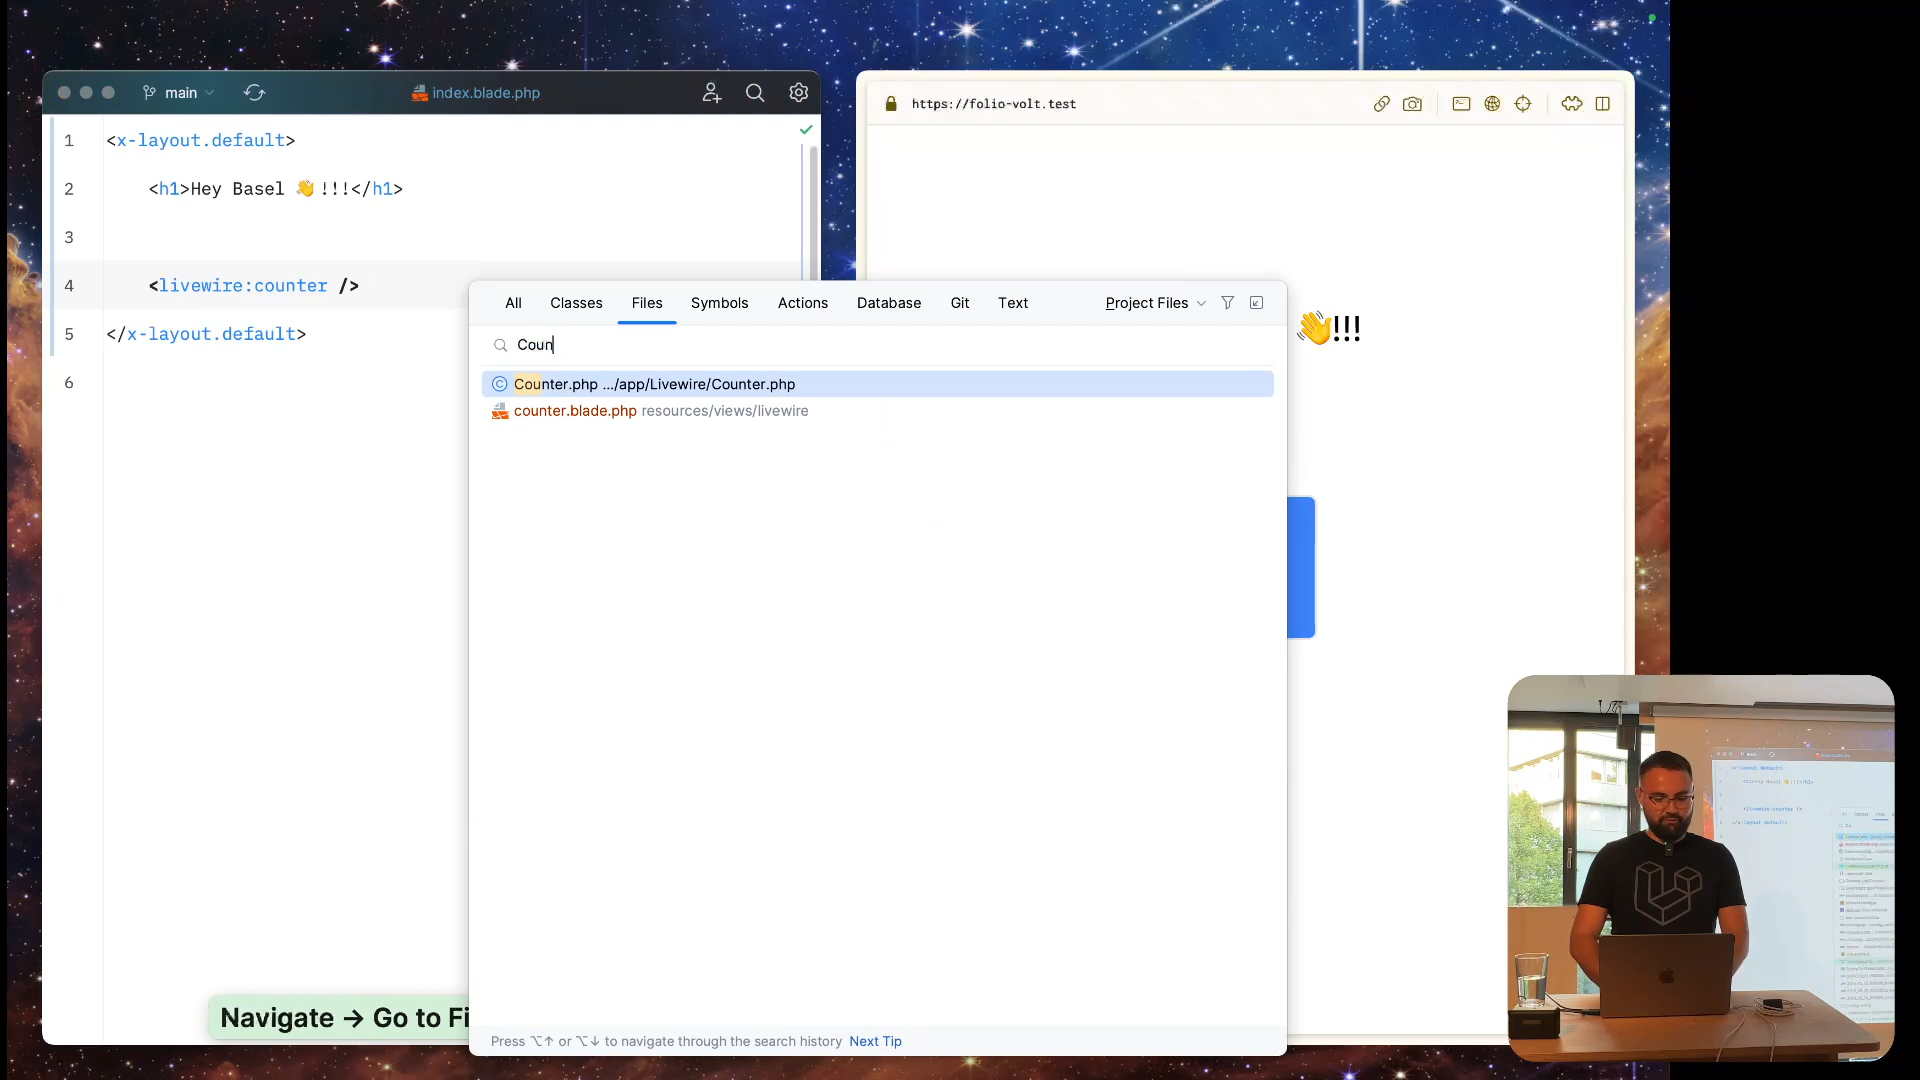 main
index.blade.php
1 <x-layout.default>
2 <h1>Hey Basel 👋!!!</h1>
3
4 <livewire:counter />
5 </x-layout.default>
6
https://folio-volt.test
👋!!!
All Classes Files Symbols Actions Database Git Text Project Files
Coun
Counter.php .../app/Livewire/Counter.php
counter.blade.php resources/views/livewire
Press ⌥↑ or ⌥↓ to navigate through the search history Next Tip
Navigate → Go to Fi